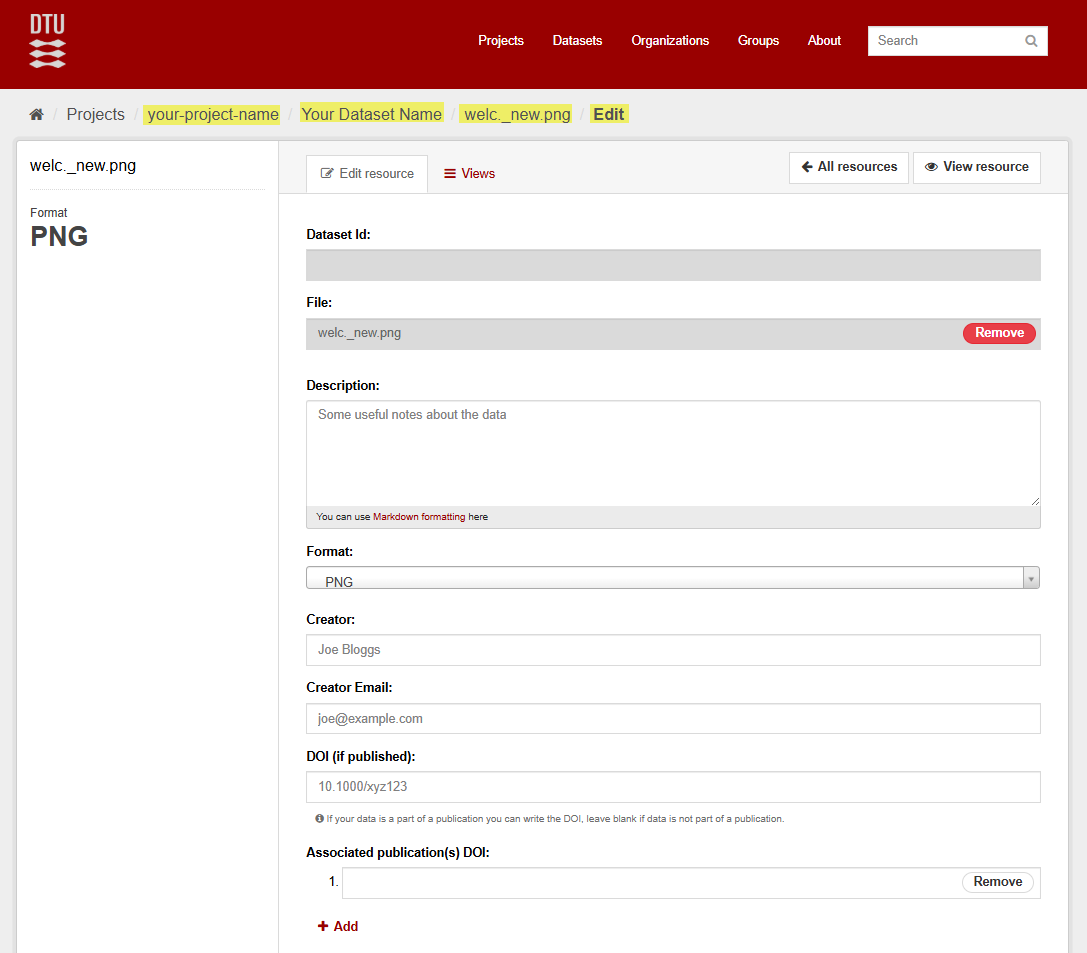 DTU
Projects Datasets Organizations Groups About Search
/ Projects / your-project-name / Your Dataset Name / welc._new.png / Edit
welc._new.png
Format
PNG
Edit resource Views All resources View resource
Dataset Id:
File:
welc._new.png Remove
Description:
Some useful notes about the data
You can use Markdown formatting here
Format:
PNG
Creator:
Joe Bloggs
Creator Email:
joe@example.com
DOI (if published):
10.1000/xyz123
If your data is a part of a publication you can write the DOI, leave blank if data is not part of a publication.
Associated publication(s) DOI:
1. Remove
Add